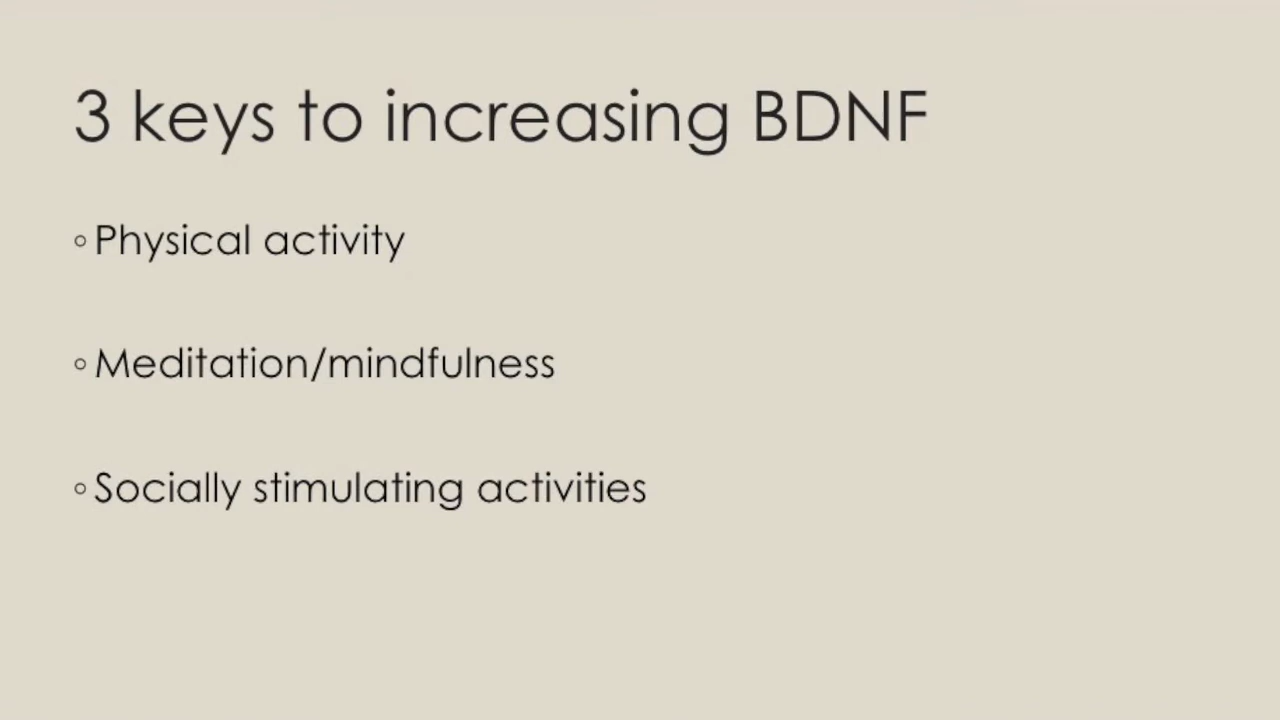 3 keys to increasing BDNF
◦ Physical activity
◦ Meditation/mindfulness
◦ Socially stimulating activities